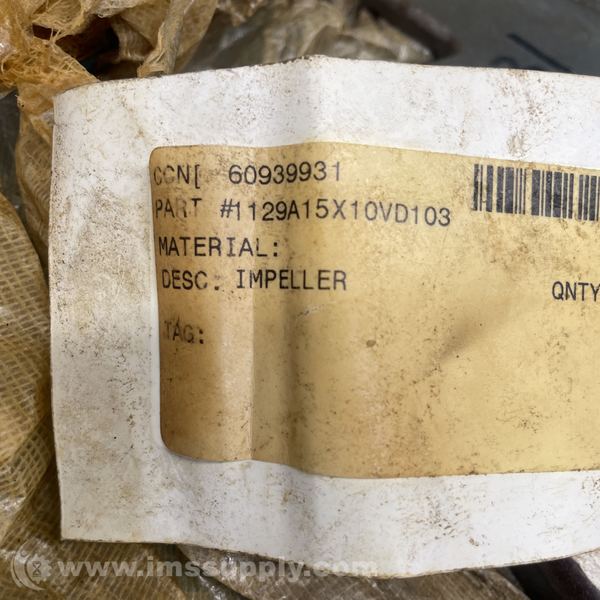 CCN[ 60939931
PART #1129A15X10VD103
MATERIAL:
DESC: IMPELLER
QNTY
TAG:
www.imssupply.com